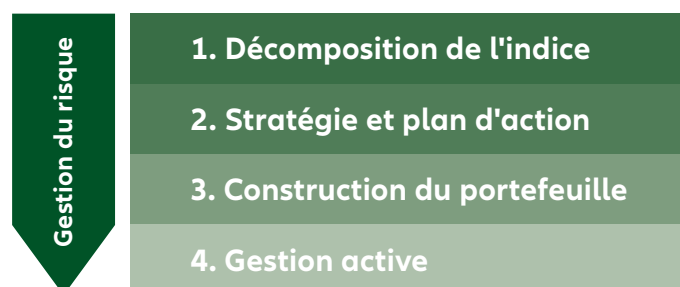 Gestion du risque
1. Décomposition de l'indice
2. Stratégie et plan d'action
3. Construction du portefeuille
4. Gestion active